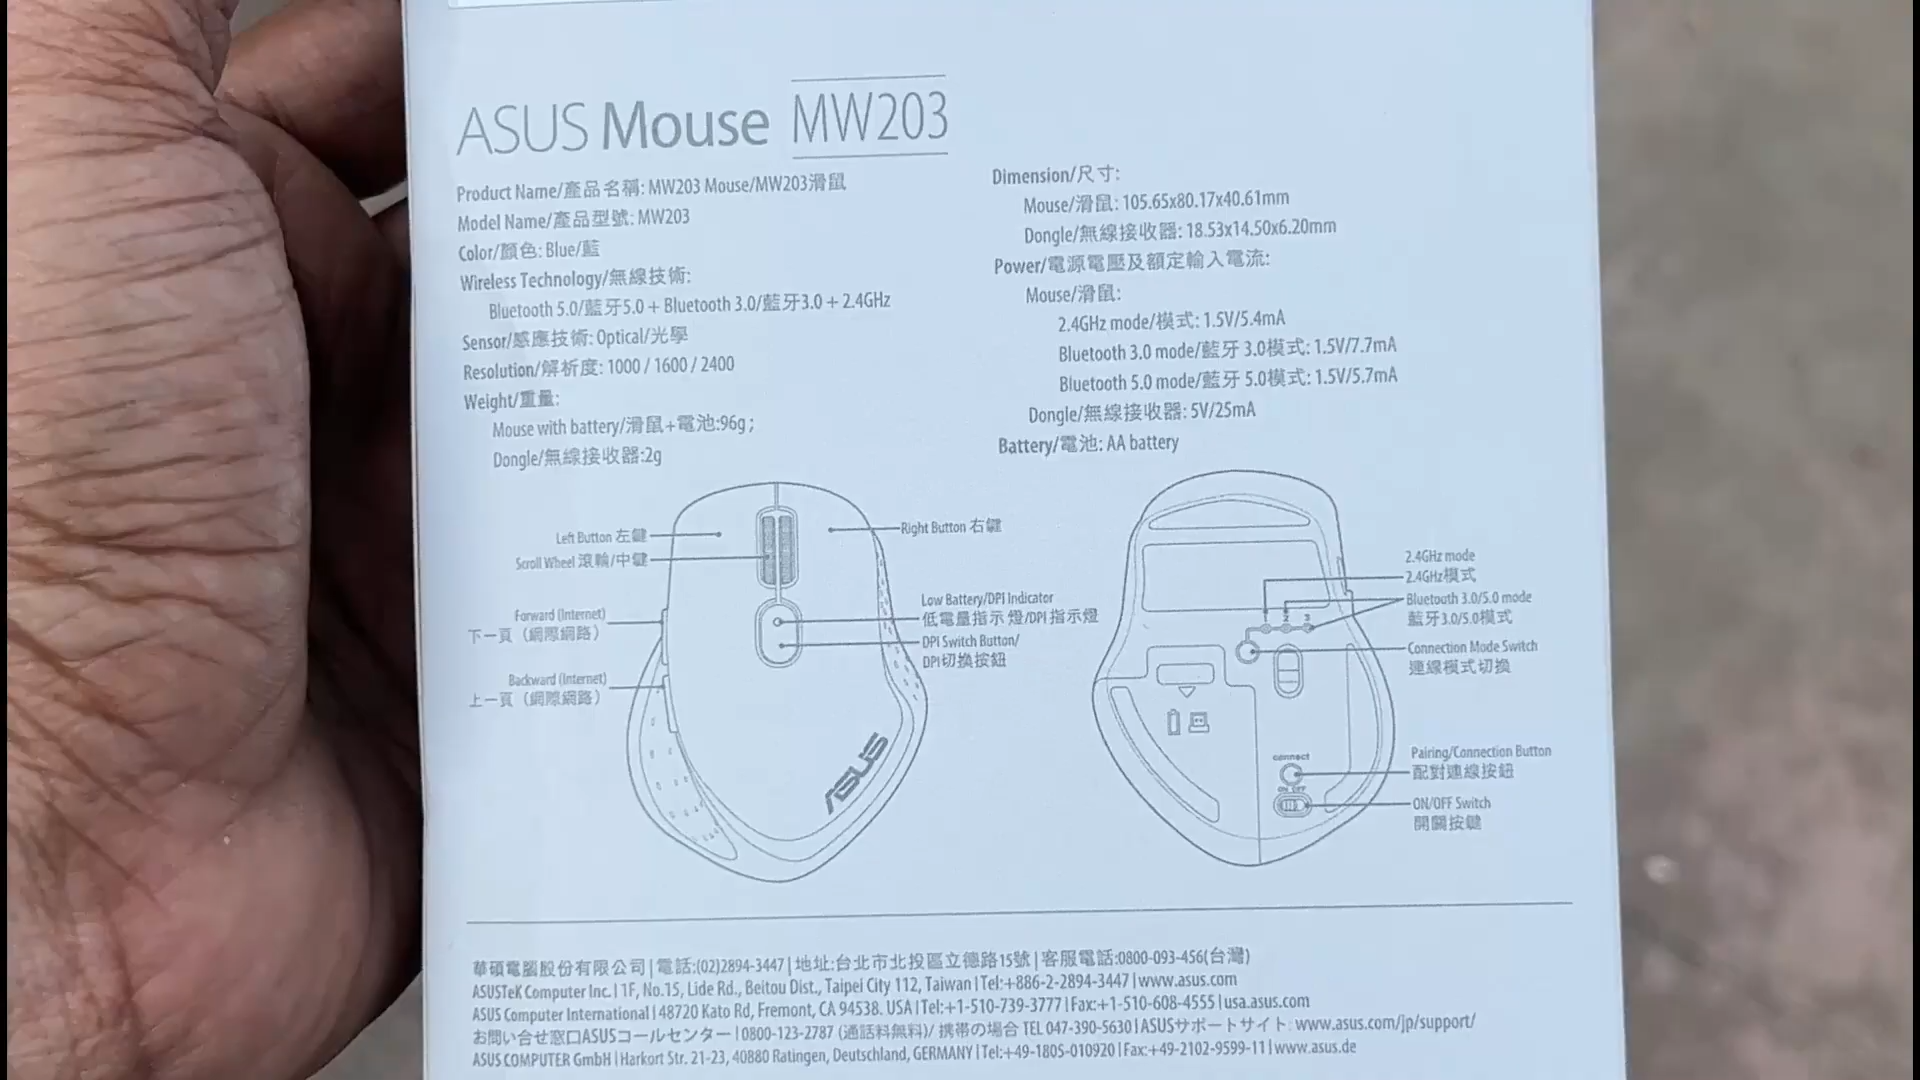 ASUS Mouse MW203
Product Name/產品名稱: MW203 Mouse/MW203滑鼠
Model Name/產品型號: MW203
Color/顏色: Blue/藍
Wireless Technology/無線技術:
Bluetooth 5.0/藍牙5.0 + Bluetooth 3.0/藍牙3.0 + 2.4GHz
Sensor/感應技術: Optical/光學
Resolution/解析度: 1000 / 1600 / 2400
Weight/重量:
Mouse with battery/滑鼠+電池:96g ;
Dongle/無線接收器:2g
Dimension/尺寸:
Mouse/滑鼠: 105.65x80.17x40.61mm
Dongle/無線接收器: 18.53x14.50x6.20mm
Power/電源電壓及額定輸入電流:
Mouse/滑鼠:
2.4GHz mode/模式: 1.5V/5.4mA
Bluetooth 3.0 mode/藍牙 3.0模式: 1.5V/7.7mA
Bluetooth 5.0 mode/藍牙 5.0模式: 1.5V/5.7mA
Dongle/無線接收器: 5V/25mA
Battery/電池: AA battery
Left Button 左鍵
Scroll Wheel 滾輪/中鍵
Forward (Internet)
下一頁（網際網路）
Backward (Internet)
上一頁（網際網路）
Right Button 右鍵
Low Battery/DPI Indicator
低電量指示燈/DPI指示燈
DPI Switch Button/
DPI切換按鈕
ASUS
2.4GHz mode
2.4GHz模式
Bluetooth 3.0/5.0 mode
藍牙3.0/5.0模式
Connection Mode Switch
連線模式切換
1 2 3
connect
Pairing/Connection Button
配對連線按鈕
ON OFF
ON/OFF Switch
開關按鍵
華碩電腦股份有限公司 | 電話:(02)2894-3447 | 地址:台北市北投區立德路15號 | 客服電話:0800-093-456(台灣)
ASUSTeK Computer Inc. | 1F, No.15, Lide Rd., Beitou Dist., Taipei City 112, Taiwan | Tel:+886-2-2894-3447 | www.asus.com
ASUS Computer International | 48720 Kato Rd, Fremont, CA 94538. USA | Tel:+1-510-739-3777 | Fax:+1-510-608-4555 | usa.asus.com
お問い合せ窓口ASUSコールセンター | 0800-123-2787 (通話料無料)/ 携帯の場合 TEL 047-390-5630 | ASUSサポートサイト: www.asus.com/jp/support/
ASUS COMPUTER GmbH | Harkort Str. 21-23, 40880 Ratingen, Deutschland, GERMANY | Tel:+49-1805-010920 | Fax:+49-2102-9599-11 | www.asus.de